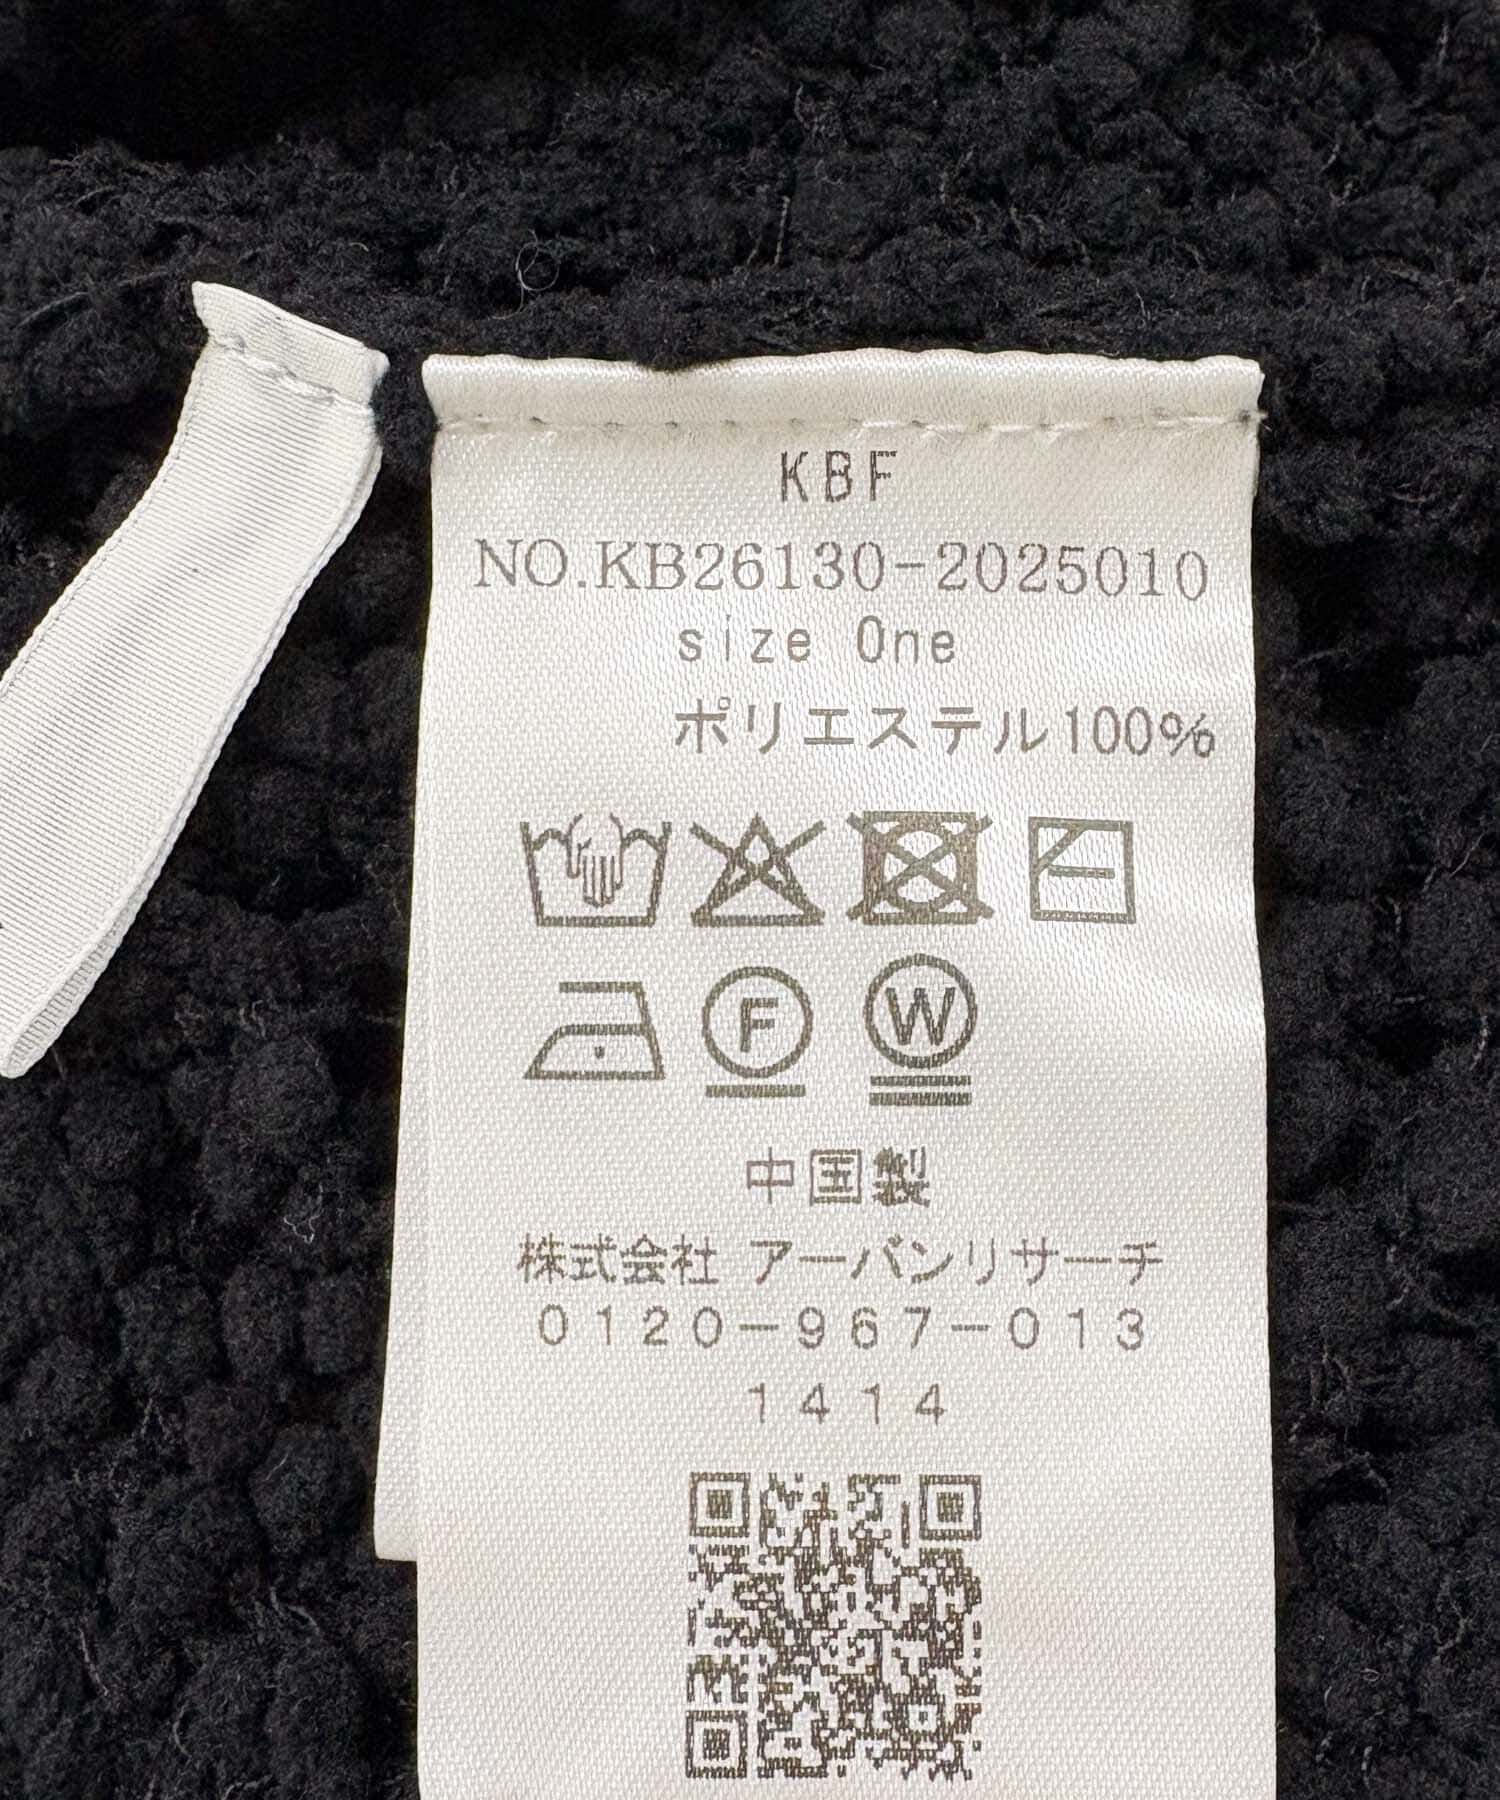 KBF
NO.KB26130-2025010
size One
ポリエステル100%
F W
中国製
株式会社 アーバンリサーチ
0120-967-013
1414